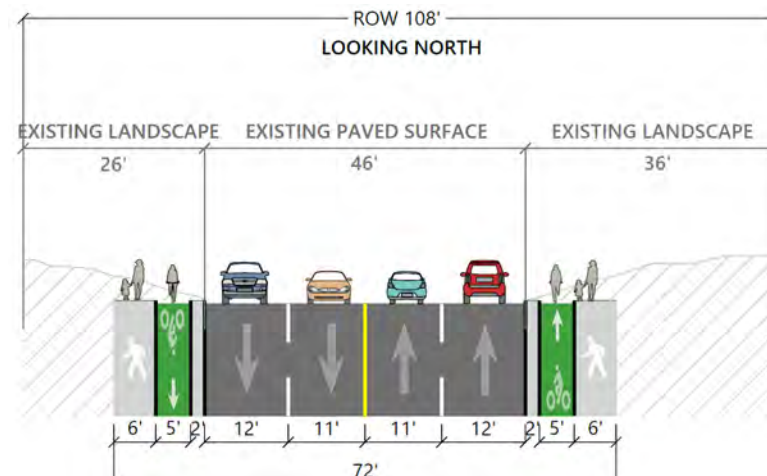 ROW 108'
LOOKING NORTH
EXISTING LANDSCAPE EXISTING PAVED SURFACE EXISTING LANDSCAPE
26' 46' 36'
6' 5' 2' 12' 11' 11' 12' 2' 5' 6'
72'